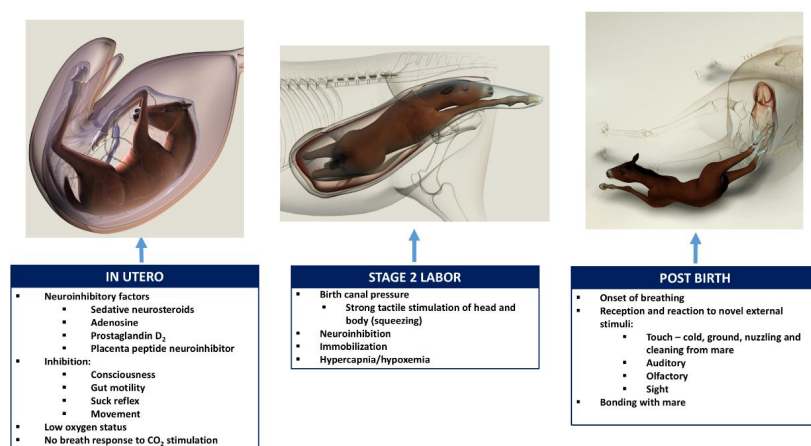 IN UTERO
▪ Neuroinhibitory factors
▪ Sedative neurosteroids
▪ Adenosine
▪ Prostaglandin D₂
▪ Placenta peptide neuroinhibitor
▪ Inhibition:
▪ Consciousness
▪ Gut motility
▪ Suck reflex
▪ Movement
▪ Low oxygen status
▪ No breath response to CO₂ stimulation
STAGE 2 LABOR
▪ Birth canal pressure
▪ Strong tactile stimulation of head and
body (squeezing)
▪ Neuroinhibition
▪ Immobilization
▪ Hypercapnia/hypoxemia
POST BIRTH
▪ Onset of breathing
▪ Reception and reaction to novel external
stimuli:
▪ Touch – cold, ground, nuzzling and
cleaning from mare
▪ Auditory
▪ Olfactory
▪ Sight
▪ Bonding with mare